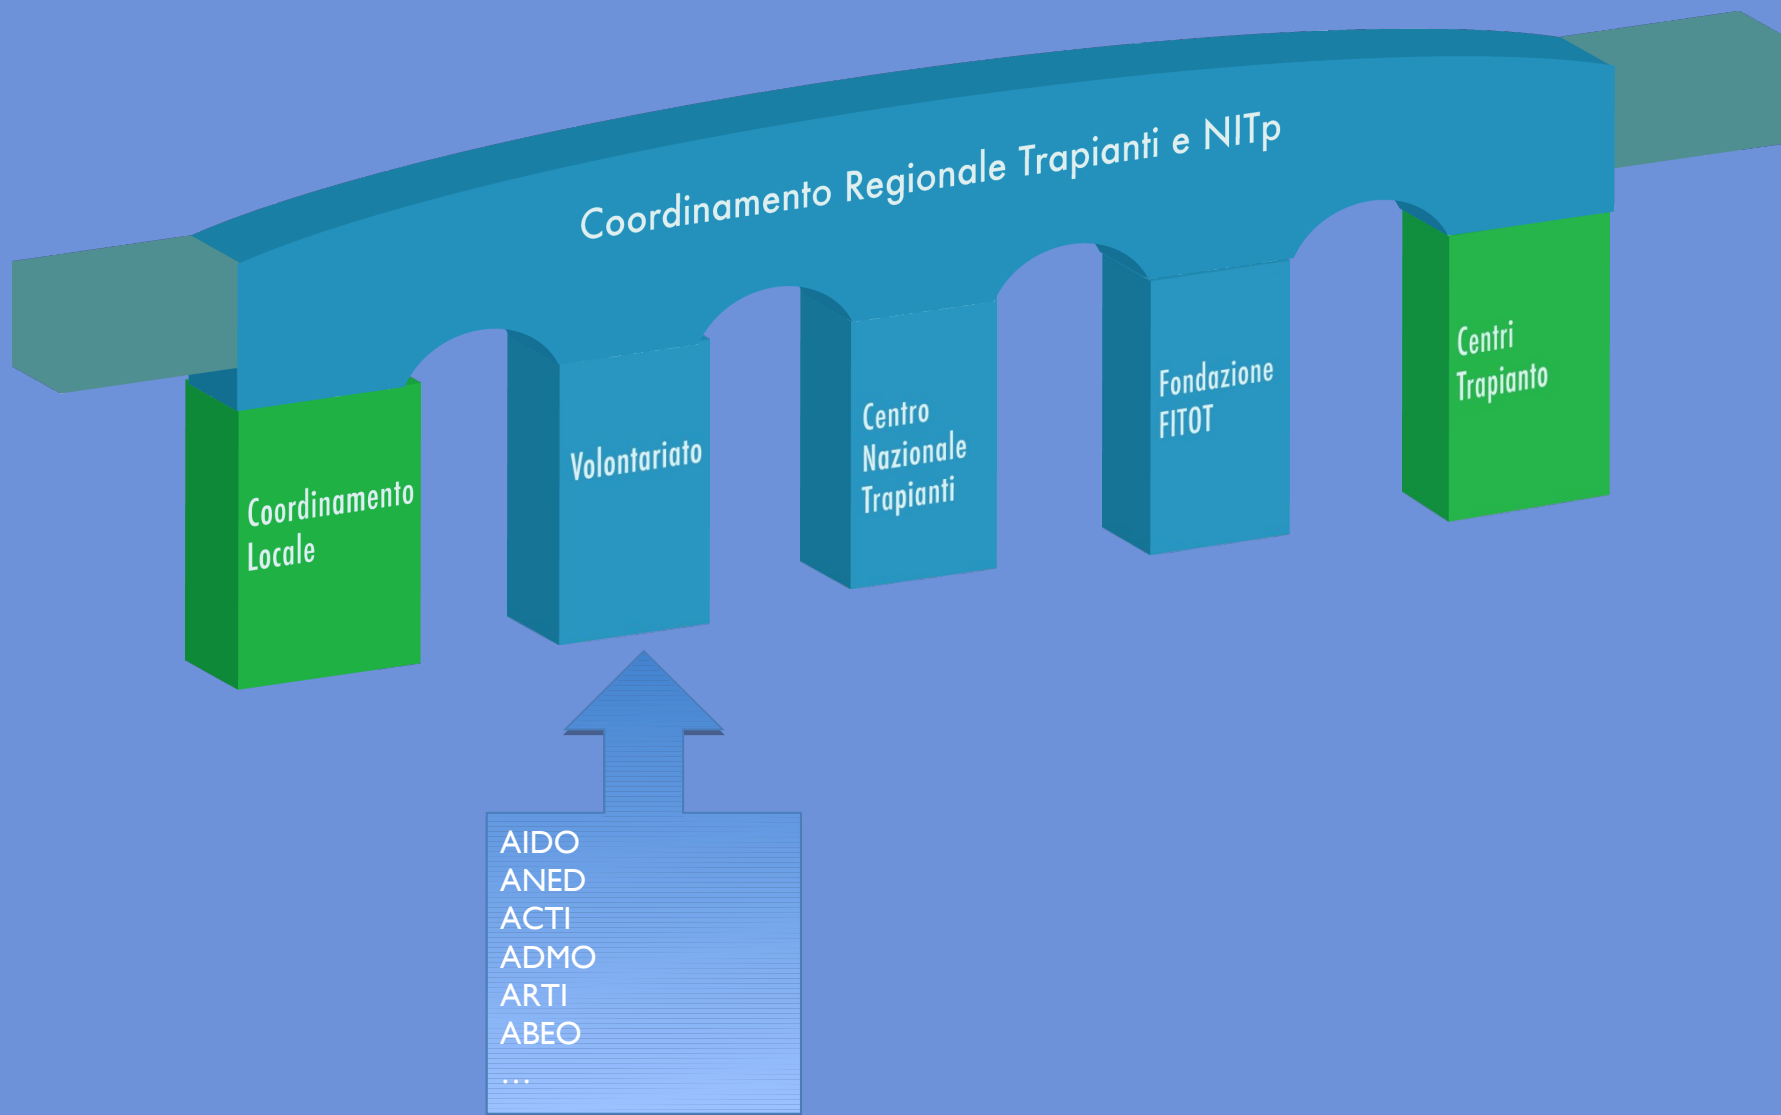 Coordinamento Regionale Trapianti e NITp
Coordinamento
Locale
Volontariato
Centro
Nazionale
Trapianti
Fondazione
FITOT
Centri
Trapianto
AIDO
ANED
ACTI
ADMO
ARTI
ABEO
...